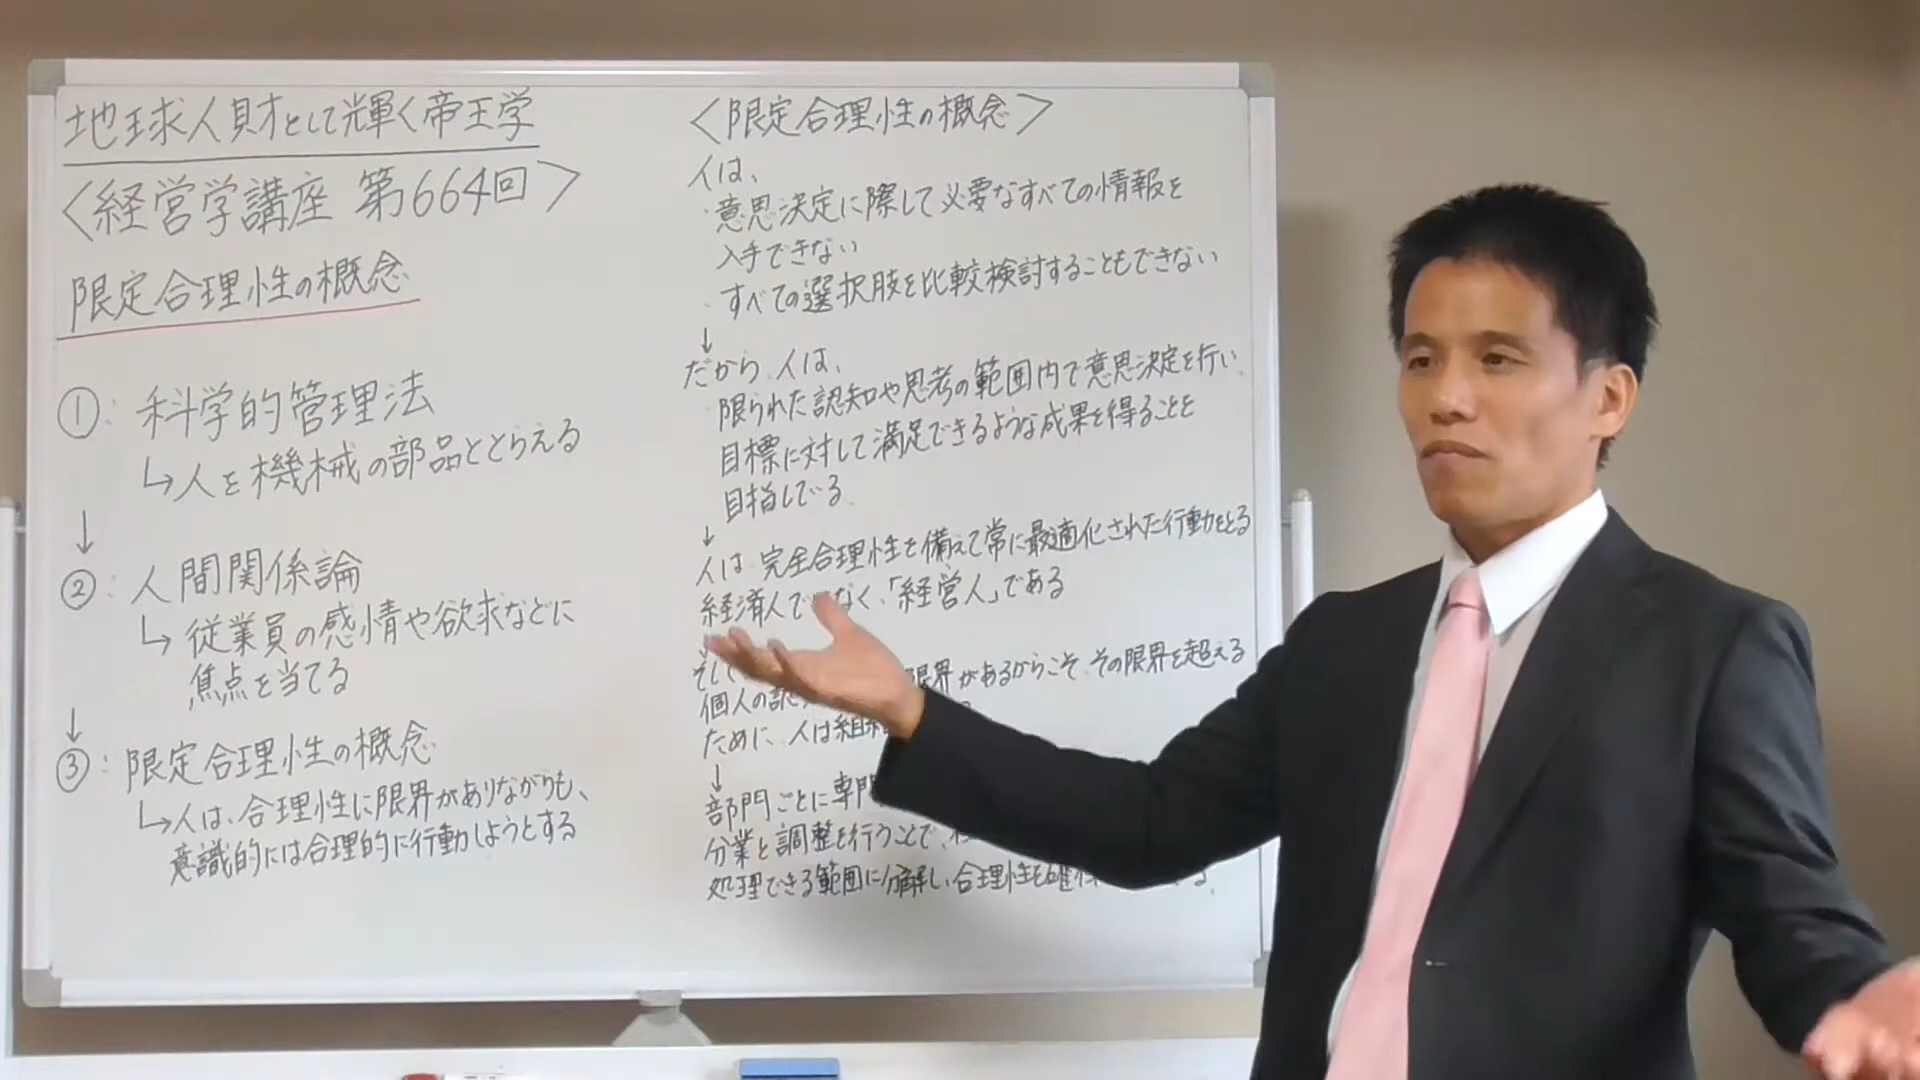 地球人財として輝く帝王学
〈経営学講座 第664回〉
限定合理性の概念
①: 科学的管理法
↳人を機械の部品ととらえる
↓
②: 人間関係論
↳従業員の感情や欲求などに
焦点を当てる
↓
③: 限定合理性の概念
↳人は、合理性に限界がありながらも、
意識的には合理的に行動しようとする
〈限定合理性の概念〉
人は、
・意思決定に際して必要なすべての情報を
入手できない
・すべての選択肢を比較検討することもできない
↓
だから、人は、
限られた認知や思考の範囲内で意思決定を行い、
目標に対して満足できるような成果を得ることを
目指している
↓
人は完全合理性を備えて常に最適化された行動をとる
経済人で なく、「経営人」である
そして、
個人の 限界があるからこそ、その限界を超える
ために、人は組
↓
部門ごとに専門
分業と調整を行うことで、
処理できる範囲に分解し、合理性を確 る。